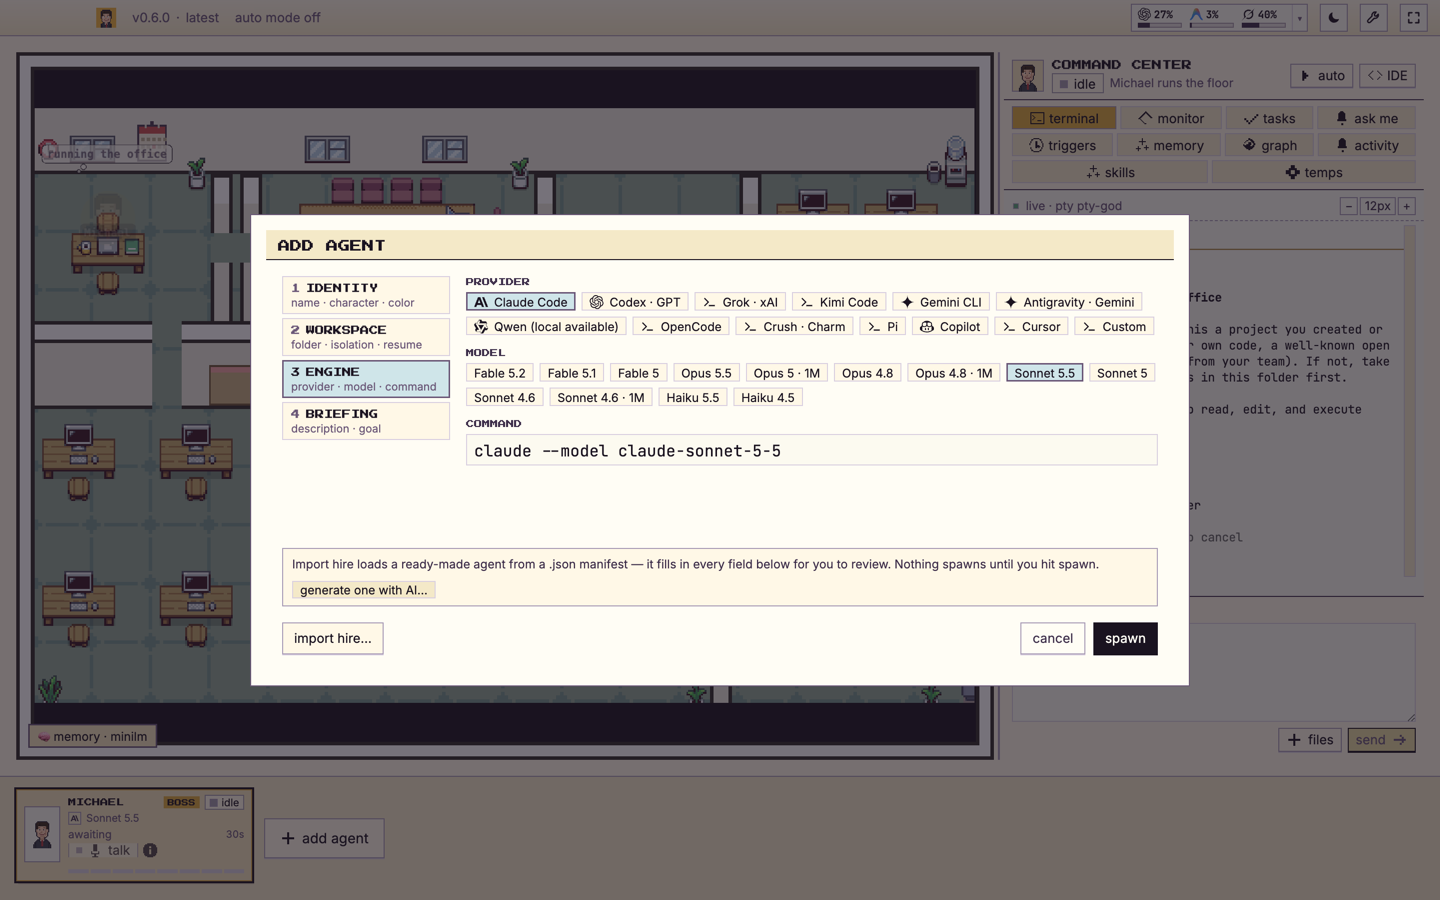 v0.6.0 · latest auto mode off
27% 3% 40%
running the office
COMMAND CENTER
idle Michael runs the floor
auto <> IDE
terminal monitor tasks ask me
triggers memory graph activity
skills temps
live · pty pty-god − 12px +
ADD AGENT
1 IDENTITY
name · character · color
2 WORKSPACE
folder · isolation · resume
3 ENGINE
provider · model · command
4 BRIEFING
description · goal
PROVIDER
Claude Code Codex · GPT Grok · xAI Kimi Code Gemini CLI Antigravity · Gemini
Qwen (local available) OpenCode Crush · Charm Pi Copilot Cursor Custom
MODEL
Fable 5.2 Fable 5.1 Fable 5 Opus 5.5 Opus 5 · 1M Opus 4.8 Opus 4.8 · 1M Sonnet 5.5 Sonnet 5
Sonnet 4.6 Sonnet 4.6 · 1M Haiku 5.5 Haiku 4.5
COMMAND
claude --model claude-sonnet-5-5
Import hire loads a ready-made agent from a .json manifest — it fills in every field below for you to review. Nothing spawns until you hit spawn.
generate one with AI...
import hire... cancel spawn
ffice
his a project you created or
r own code, a well-known open
from your team). If not, take
s in this folder first.
o read, edit, and execute
er
o cancel
+ files send →
memory · minilm
MICHAEL BOSS idle
Sonnet 5.5
awaiting 30s
talk
+ add agent